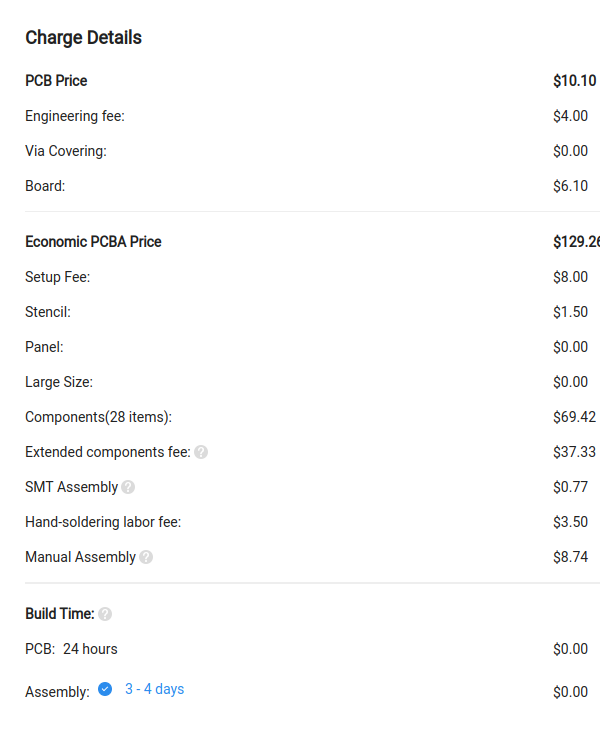 Charge Details
PCB Price $10.10
Engineering fee: $4.00
Via Covering: $0.00
Board: $6.10
Economic PCBA Price $129.26
Setup Fee: $8.00
Stencil: $1.50
Panel: $0.00
Large Size: $0.00
Components(28 items): $69.42
Extended components fee: ? $37.33
SMT Assembly ? $0.77
Hand-soldering labor fee: $3.50
Manual Assembly ? $8.74
Build Time: ?
PCB: 24 hours $0.00
Assembly: 3 - 4 days $0.00